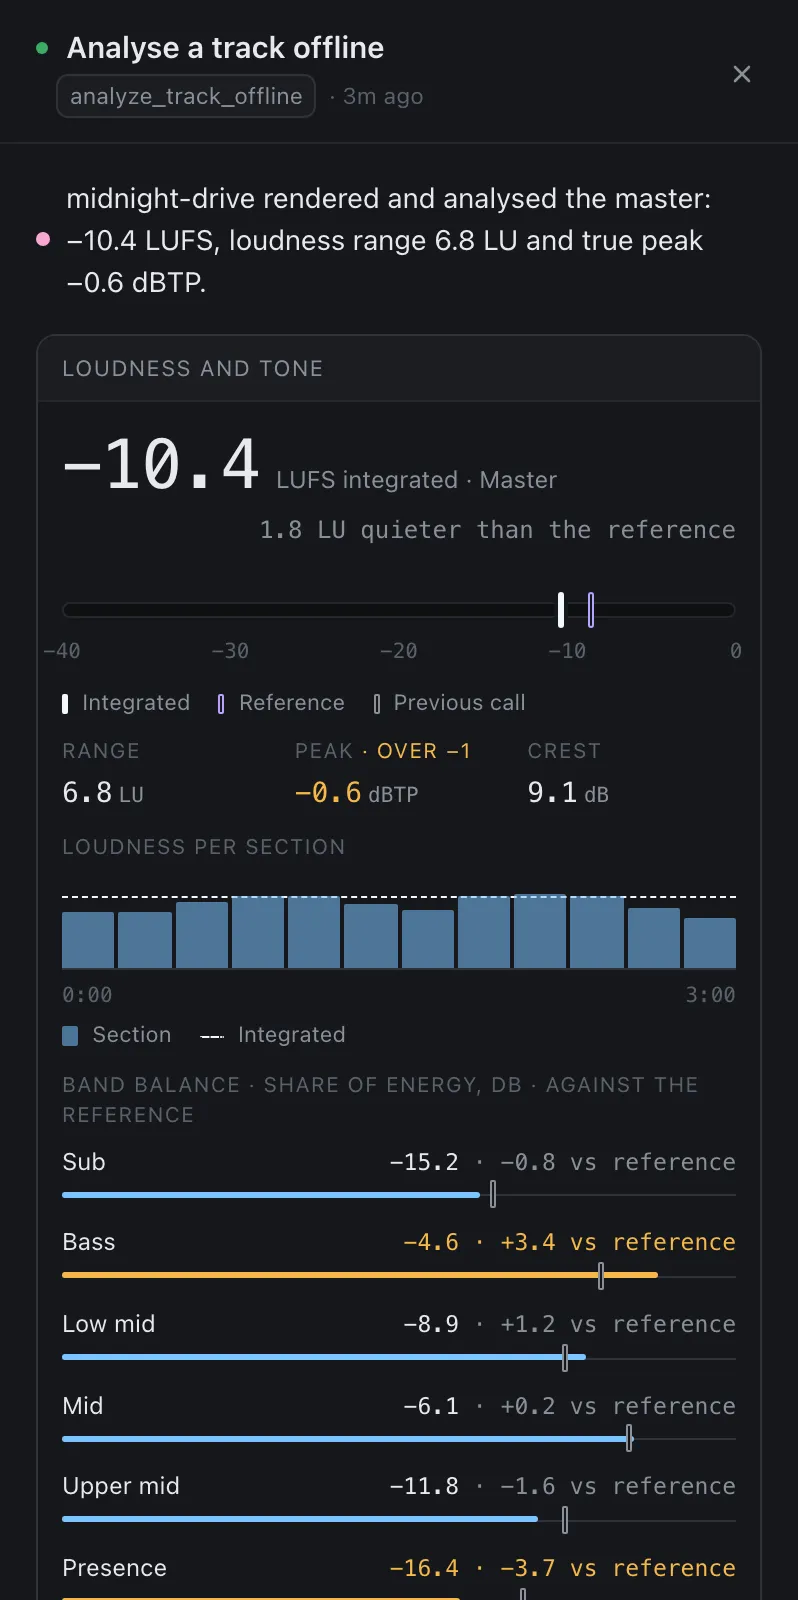 Analyse a track offline
analyze_track_offline · 3m ago
midnight-drive rendered and analysed the master:
−10.4 LUFS, loudness range 6.8 LU and true peak
−0.6 dBTP.
LOUDNESS AND TONE
−10.4 LUFS integrated · Master
1.8 LU quieter than the reference
−40 −30 −20 −10 0
Integrated Reference Previous call
RANGE PEAK · OVER −1 CREST
6.8 LU −0.6 dBTP 9.1 dB
LOUDNESS PER SECTION
0:00 3:00
Section Integrated
BAND BALANCE · SHARE OF ENERGY, DB · AGAINST THE
REFERENCE
Sub −15.2 · −0.8 vs reference
Bass −4.6 · +3.4 vs reference
Low mid −8.9 · +1.2 vs reference
Mid −6.1 · +0.2 vs reference
Upper mid −11.8 · −1.6 vs reference
Presence −16.4 · −3.7 vs reference